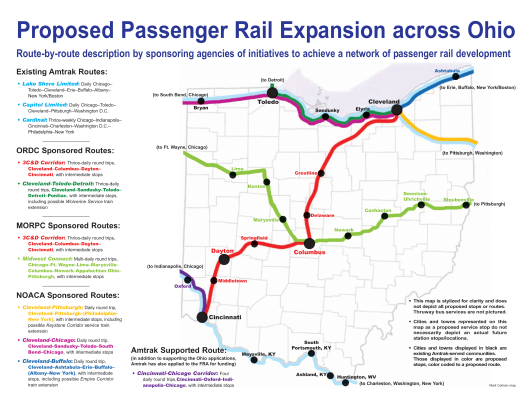 Proposed Passenger Rail Expansion across Ohio
Route-by-route description by sponsoring agencies of initiatives to achieve a network of passenger rail development
Existing Amtrak Routes:
• Lake Shore Limited: Daily Chicago–
Toledo–Cleveland–Erie–Buffalo–Albany–
New York/Boston
• Capitol Limited: Daily Chicago–Toledo–
Cleveland–Pittsburgh–Washington D.C.
• Cardinal: Thrice-weekly Chicago–Indianapolis–
Cincinnati–Charleston–Washington D.C.–
Philadelphia–New York
ORDC Sponsored Routes:
• 3C&D Corridor: Thrice-daily round trips,
Cleveland-Columbus-Dayton-
Cincinnati, with intermediate stops
• Cleveland-Toledo-Detroit: Thrice-daily
round trips, Cleveland-Sandusky-Toledo-
Detroit-Pontiac, with intermediate stops,
including possible Wolverine Service train
extension
MORPC Sponsored Routes:
• 3C&D Corridor: Thrice-daily round trips,
Cleveland-Columbus-Dayton-
Cincinnati, with intermediate stops
• Midwest Connect: Multi-daily round trips,
Chicago-Ft. Wayne-Lima-Marysville-
Columbus-Newark-Appalachian Ohio-
Pittsburgh, with intermediate stops
NOACA Sponsored Routes:
• Cleveland-Pittsburgh: Daily round trip,
Cleveland-Pittsburgh-(Philadelphia-
New York), with intermediate stops, including
possible Keystone Corridor service train
extension
• Cleveland-Chicago: Daily round trip,
Cleveland-Sandusky-Toledo-South
Bend-Chicago, with intermediate stops
• Cleveland-Buffalo: Daily round trip,
Cleveland-Ashtabula-Erie-Buffalo-
(Albany-New York), with intermediate
stops, including possible Empire Corridor
train extension
(to Detroit)
(to South Bend, Chicago)
Bryan
Toledo
Sandusky
Elyria
Cleveland
Ashtabula
(to Erie, Buffalo, New York/Boston)
(to Pittsburgh, Washington)
(to Ft. Wayne, Chicago)
Lima
Kenton
Marysville
Crestline
Delaware
Columbus
Newark
Coshocton
Dennison-
Uhrichville
Steubenville
(to Pittsburgh)
Springfield
Dayton
Middletown
(to Indianapolis, Chicago)
Oxford
Cincinnati
Maysville, KY
South
Portsmouth, KY
Ashland, KY
Huntington, WV
(to Charleston, Washington, New York)
Amtrak Supported Route:
(In addition to supporting the Ohio applications,
Amtrak has also applied to the FRA for funding)
• Cincinnati-Chicago Corridor: Four
daily round trips, Cincinnati-Oxford-Indi-
anapolis-Chicago, with intermediate stops
• This map is stylized for clarity and does
not depict all proposed stops or routes.
Thruway bus services are not pictured.
• Cities and towns represented on this
map as a proposed service stop do not
necessarily depict an actual future
station stops/locations.
• Cities and towns displayed in black are
existing Amtrak-served communities.
Those displayed in color are proposed
stops, color coded to a proposed route.